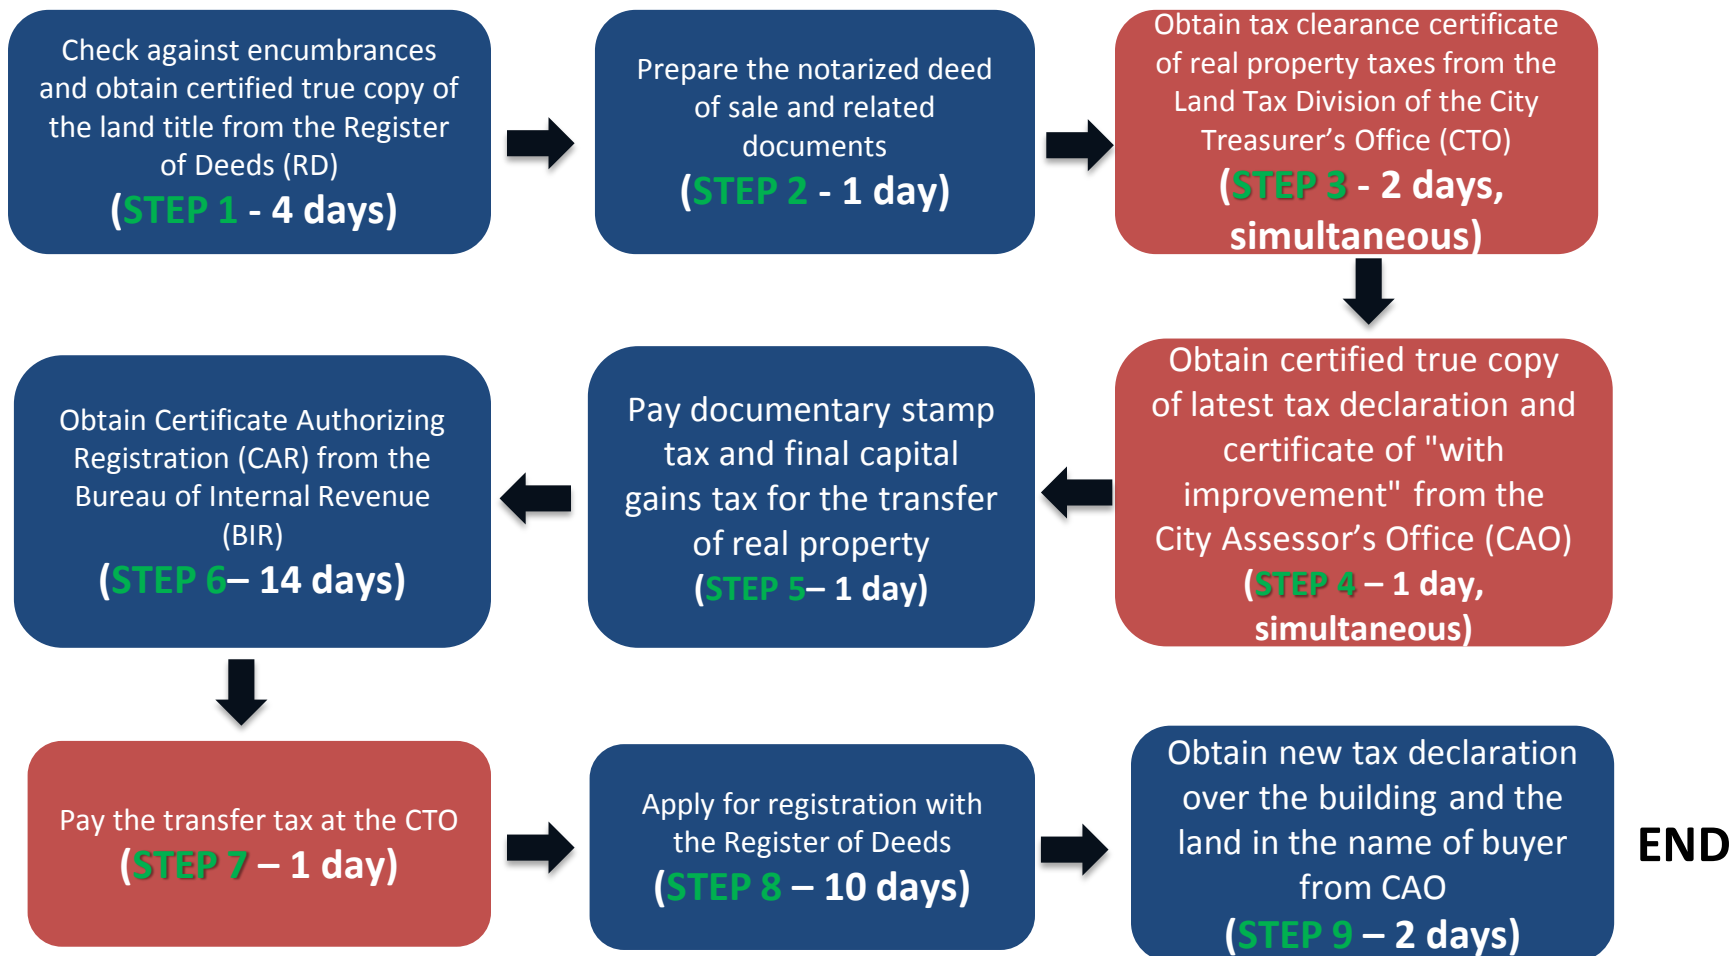 Check against encumbrances
and obtain certified true copy of
the land title from the Register
of Deeds (RD)
(STEP 1 - 4 days)
Prepare the notarized deed
of sale and related
documents
(STEP 2 - 1 day)
Obtain tax clearance certificate
of real property taxes from the
Land Tax Division of the City
Treasurer’s Office (CTO)
(STEP 3 - 2 days,
simultaneous)
Obtain certified true copy
of latest tax declaration and
certificate of "with
improvement" from the
City Assessor’s Office (CAO)
(STEP 4 – 1 day,
simultaneous)
Pay documentary stamp
tax and final capital
gains tax for the transfer
of real property
(STEP 5– 1 day)
Obtain Certificate Authorizing
Registration (CAR) from the
Bureau of Internal Revenue
(BIR)
(STEP 6– 14 days)
Pay the transfer tax at the CTO
(STEP 7 – 1 day)
Apply for registration with
the Register of Deeds
(STEP 8 – 10 days)
Obtain new tax declaration
over the building and the
land in the name of buyer
from CAO
(STEP 9 – 2 days)
END